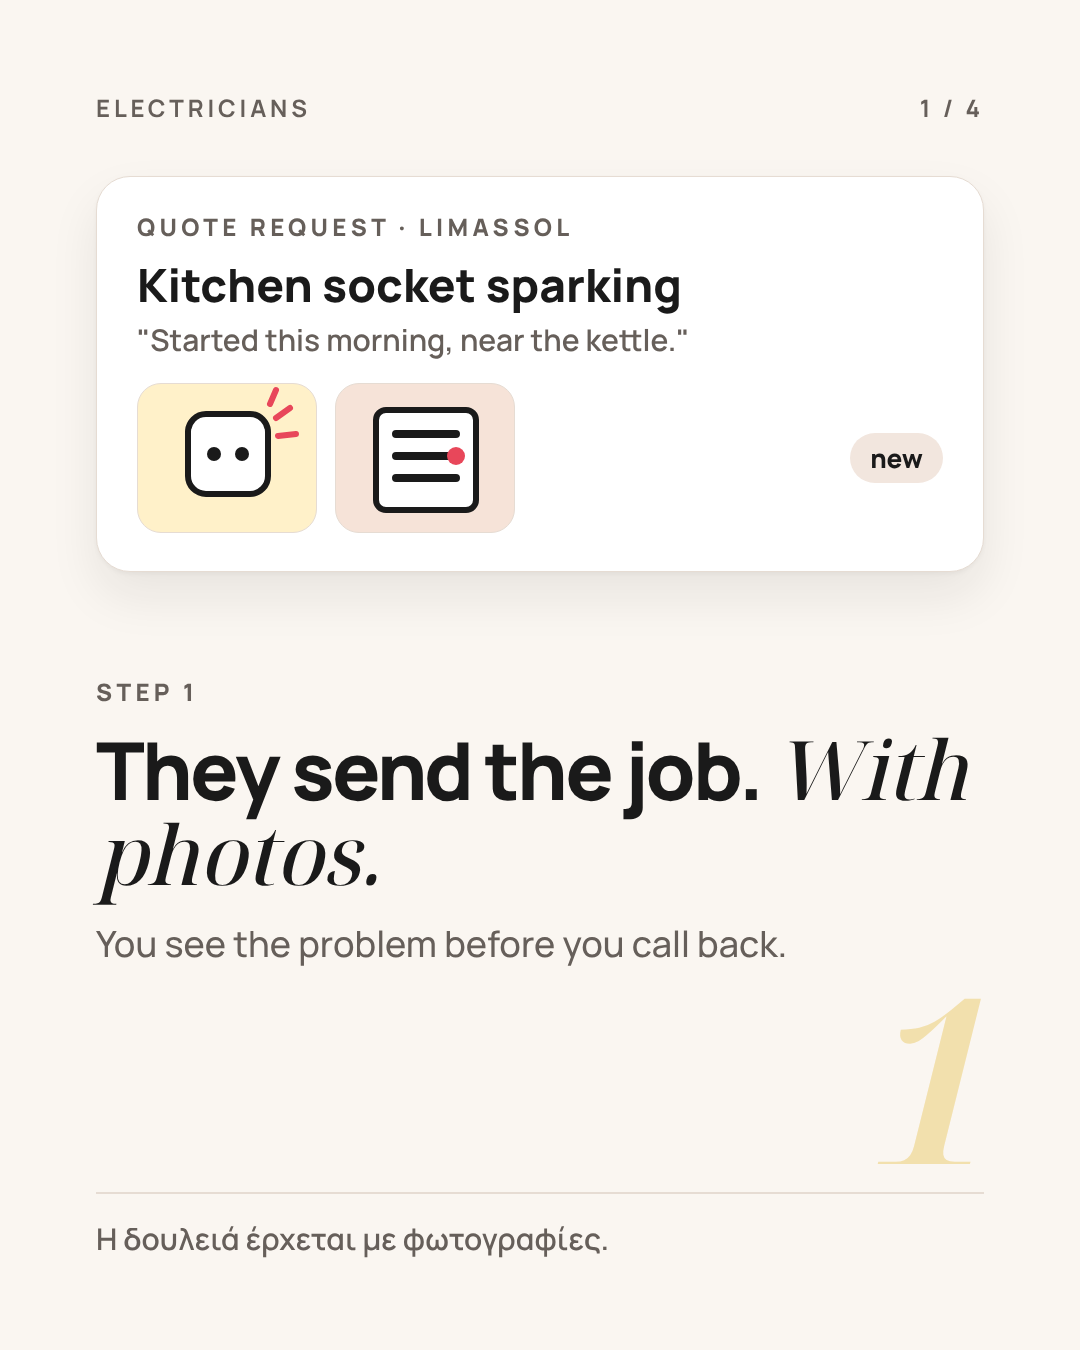 ELECTRICIANS
1 / 4
QUOTE REQUEST · LIMASSOL
Kitchen socket sparking
"Started this morning, near the kettle."
new
STEP 1
They send the job. With
photos.
You see the problem before you call back.
1
Η δουλειά έρχεται με φωτογραφίες.